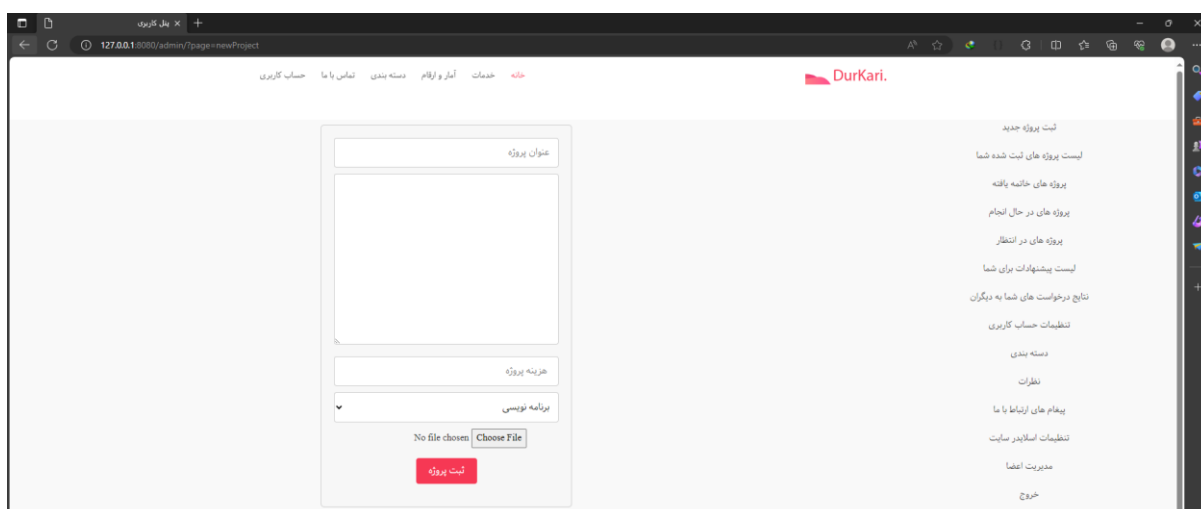 پنل کاربری
127.0.0.1:8080/admin/?page=newProject
DurKari.
خانه خدمات آمار و ارقام دسته بندی تماس با ما حساب کاربری
ثبت پروژه جدید
لیست پروژه های ثبت شده شما
پروژه های خاتمه یافته
پروژه های در حال انجام
پروژه های در انتظار
لیست پیشنهادات برای شما
نتایج درخواست های شما به دیگران
تنظیمات حساب کاربری
دسته بندی
نظرات
پیغام های ارتباط با ما
تنظیمات اسلایدر سایت
مدیریت اعضا
خروج
عنوان پروژه
هزینه پروژه
برنامه نویسی
Choose File No file chosen
ثبت پروژه